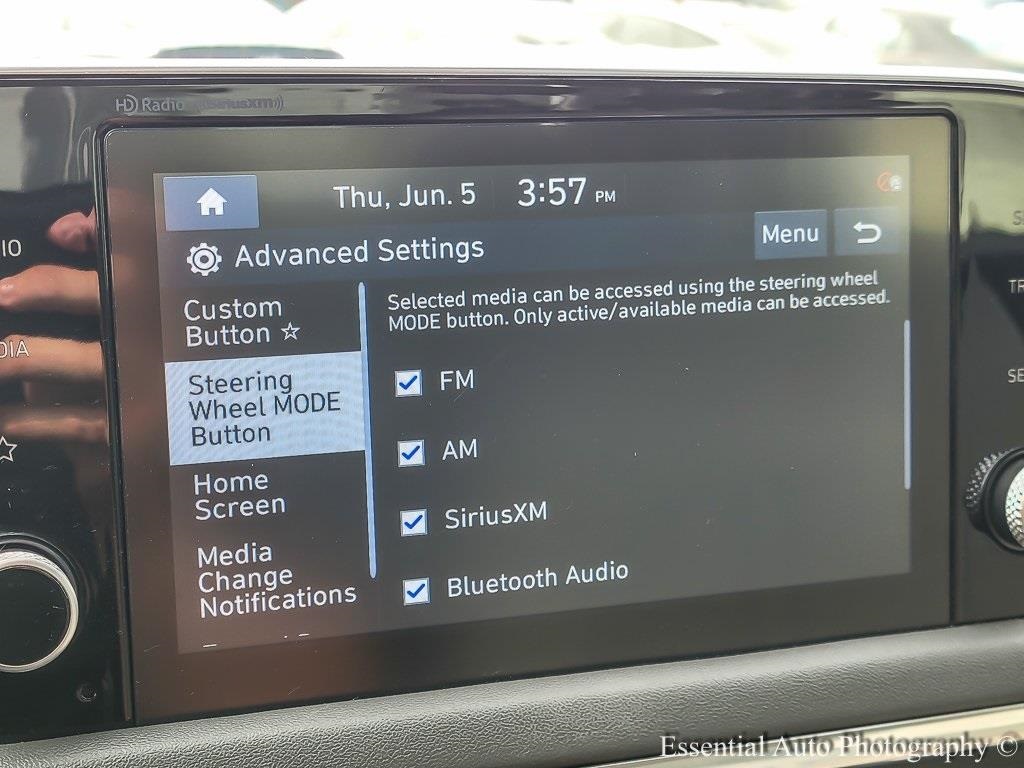 HD Radio SiriusXM
Thu, Jun. 5 3:57 PM
Advanced Settings
Menu
Custom
Button ☆
Steering
Wheel MODE
Button
Home
Screen
Media
Change
Notifications
Selected media can be accessed using the steering wheel
MODE button. Only active/available media can be accessed.
FM
AM
SiriusXM
Bluetooth Audio
Essential Auto Photography ©